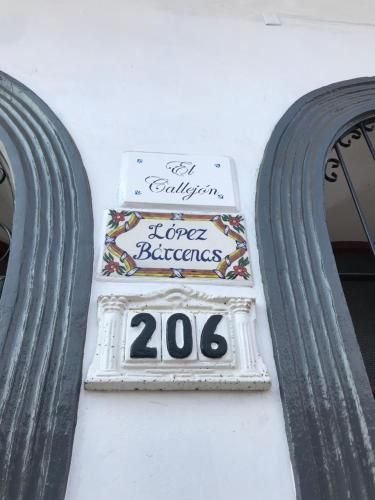 El
Callejón
López
Bárcenas
206